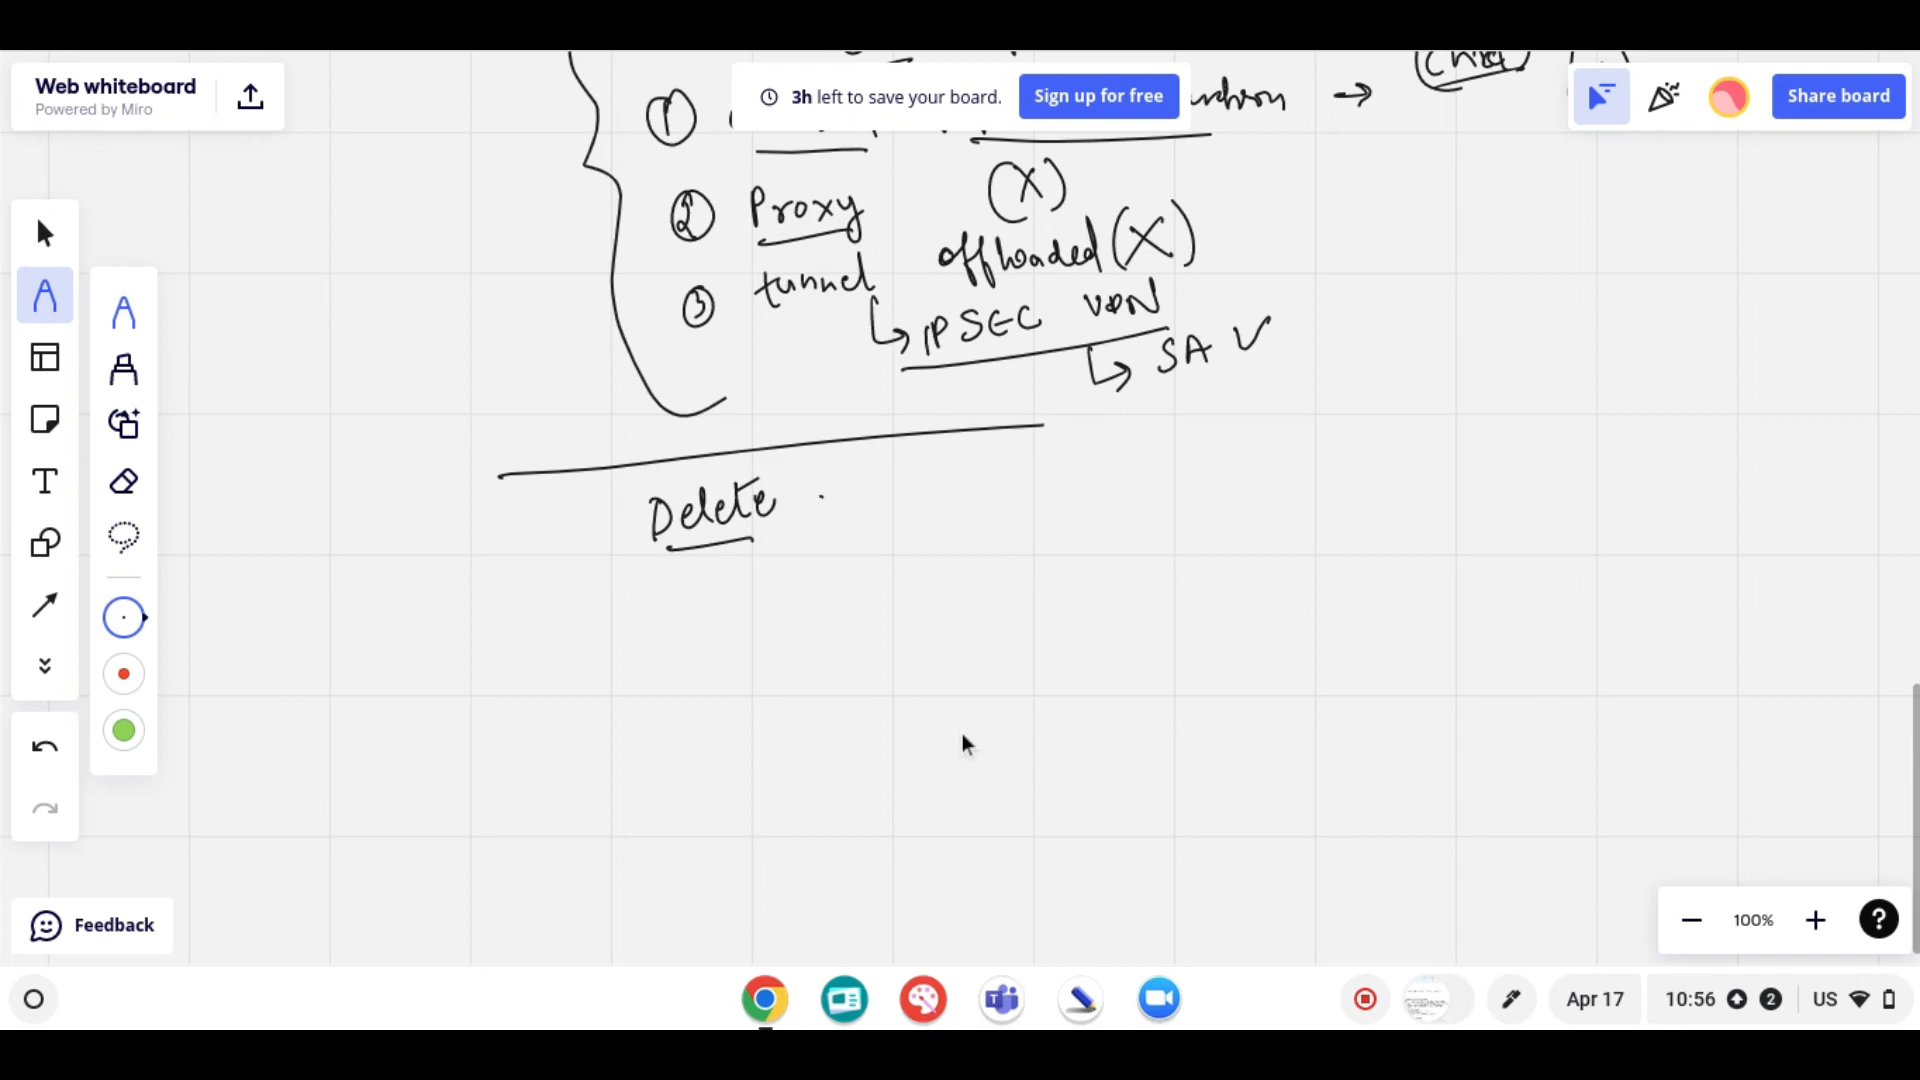 Web whiteboard
Powered by Miro
3h left to save your board.
Sign up for free
Share board
① →
(X)
② Proxy
offloaded (X)
③ tunnel
↳ IPSEC VPN
↳ SA ✓
Delete .
T
Feedback
100%
?
Apr 17
10:56 2 US